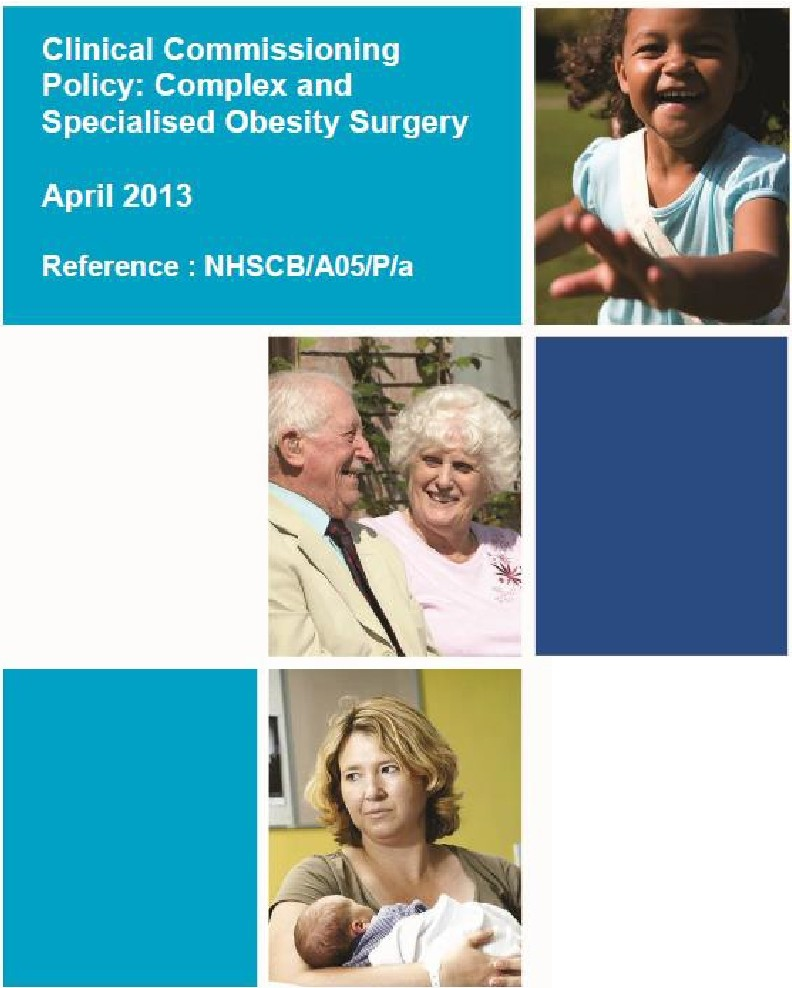 Clinical Commissioning
Policy: Complex and
Specialised Obesity Surgery
April 2013
Reference : NHSCB/A05/P/a